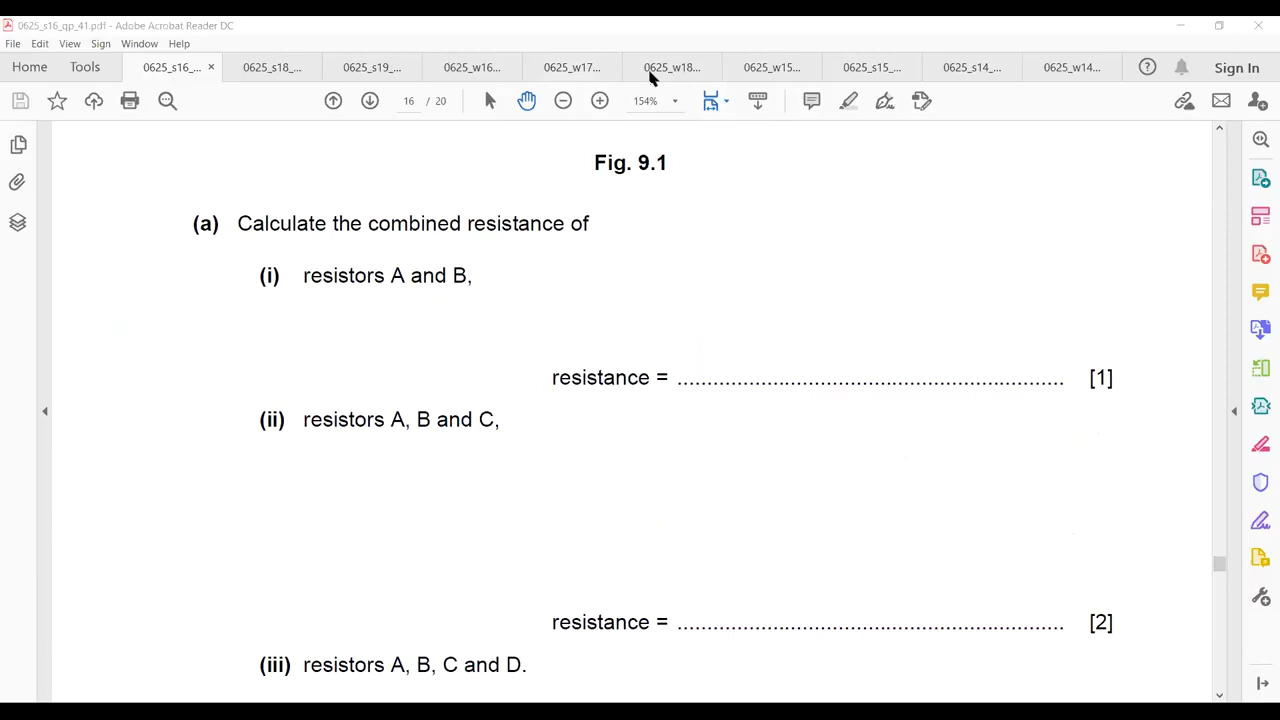 0625_s16_qp_41.pdf - Adobe Acrobat Reader DC
File Edit View Sign Window Help
Home Tools 0625_s16_... × 0625_s18_... 0625_s19_... 0625_w16... 0625_w17... 0625_w18... 0625_w15... 0625_s15_... 0625_s14_... 0625_w14... Sign In
16 / 20 154%
Fig. 9.1
(a) Calculate the combined resistance of
(i) resistors A and B,
resistance = ................................................................. [1]
(ii) resistors A, B and C,
resistance = ................................................................. [2]
(iii) resistors A, B, C and D.